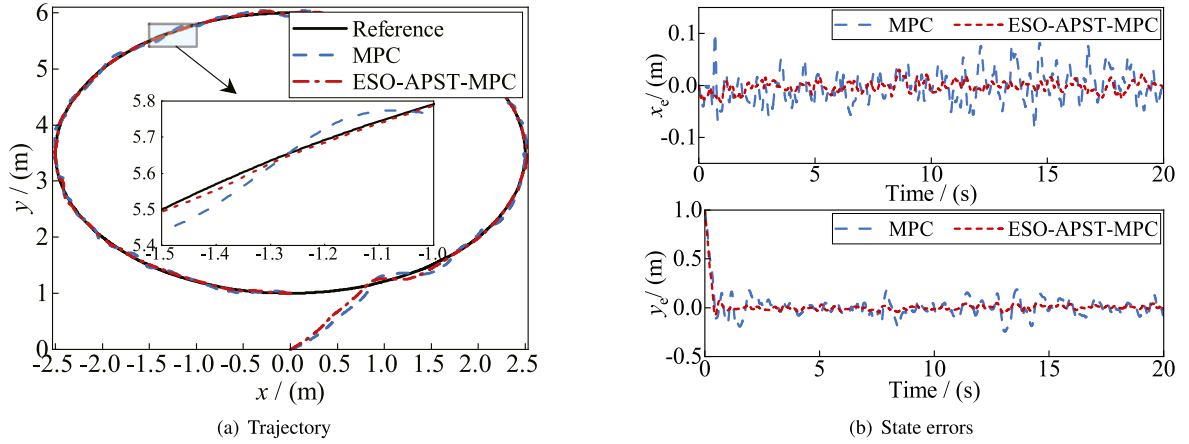 6
5
4
3
2
1
0
y / (m)
Reference
MPC
ESO-APST-MPC
5.8
5.7
5.6
5.5
5.4
-1.5 -1.4 -1.3 -1.2 -1.1 -1.0
-2.5 -2.0 -1.5 -1.0 -0.5 0.0 0.5 1.0 1.5 2.0 2.5
x / (m)
(a) Trajectory
MPC ESO-APST-MPC
0.1
0.0
-0.1
xe/ (m)
0 5 10 15 20
Time / (s)
MPC ESO-APST-MPC
1.0
0.5
0.0
-0.5
ye/ (m)
0 5 10 15 20
Time / (s)
(b) State errors